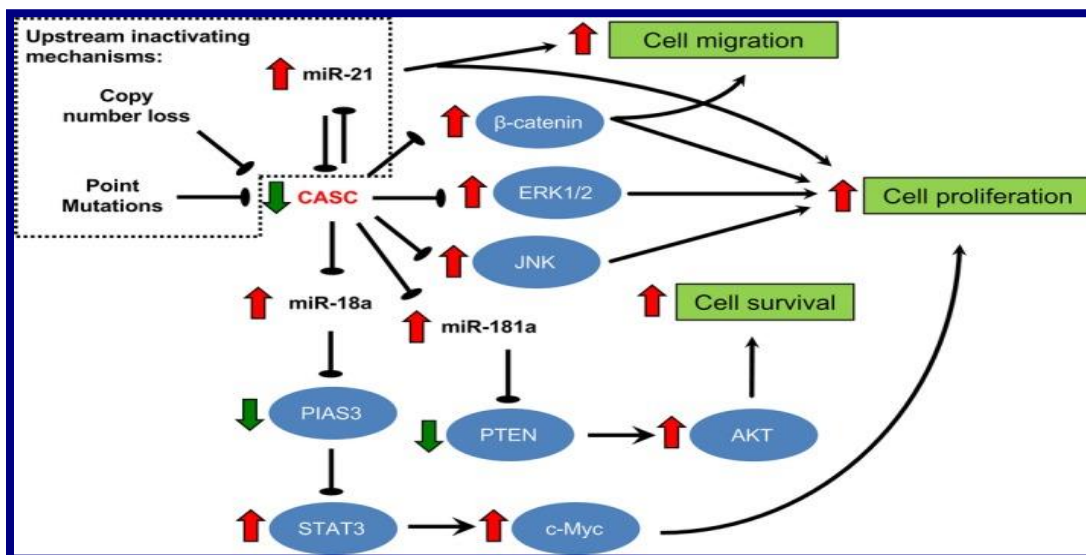 Upstream inactivating
mechanisms:
miR-21
Cell migration
Copy
number loss
β-catenin
Point
Mutations
CASC
ERK1/2
Cell proliferation
JNK
Cell survival
miR-18a
miR-181a
PIAS3
PTEN
AKT
STAT3
c-Myc